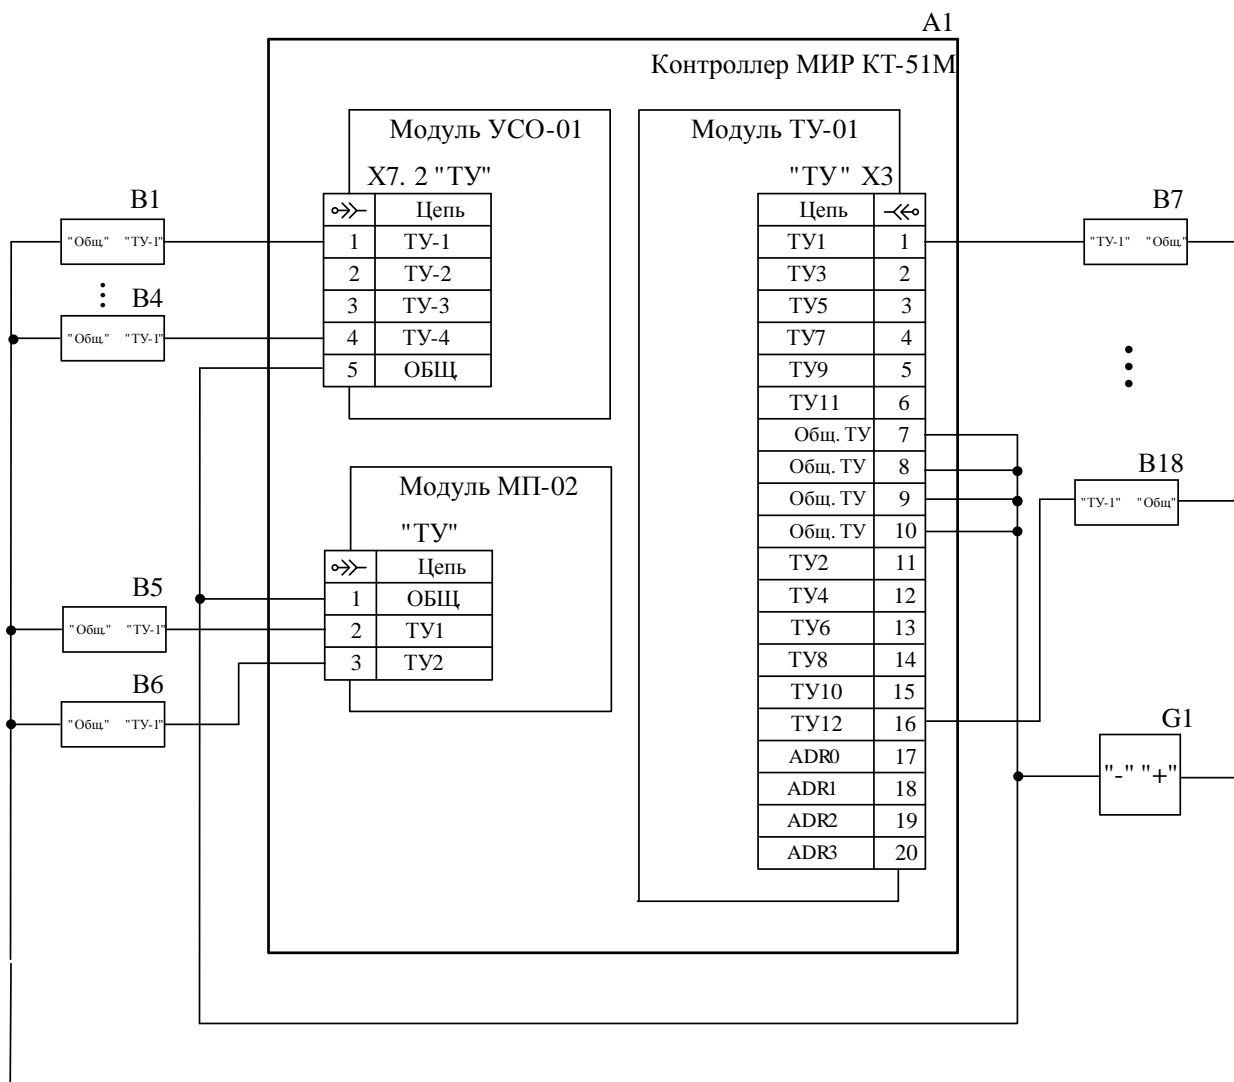 A1
Контроллер МИР КТ-51М
Модуль УСО-01
X7. 2 "ТУ"
Цепь
1 ТУ-1
2 ТУ-2
3 ТУ-3
4 ТУ-4
5 ОБЩ.
B1
"Общ." "ТУ-1"
B4
"Общ." "ТУ-1"
Модуль МП-02
"ТУ"
Цепь
1 ОБЩ.
2 ТУ1
3 ТУ2
B5
"Общ." "ТУ-1"
B6
"Общ." "ТУ-1"
Модуль ТУ-01
"ТУ" X3
Цепь
ТУ1 1
ТУ3 2
ТУ5 3
ТУ7 4
ТУ9 5
ТУ11 6
Общ. ТУ 7
Общ. ТУ 8
Общ. ТУ 9
Общ. ТУ 10
ТУ2 11
ТУ4 12
ТУ6 13
ТУ8 14
ТУ10 15
ТУ12 16
ADR0 17
ADR1 18
ADR2 19
ADR3 20
B7
"ТУ-1" "Общ."
B18
"ТУ-1" "Общ"
G1
"-" "+"